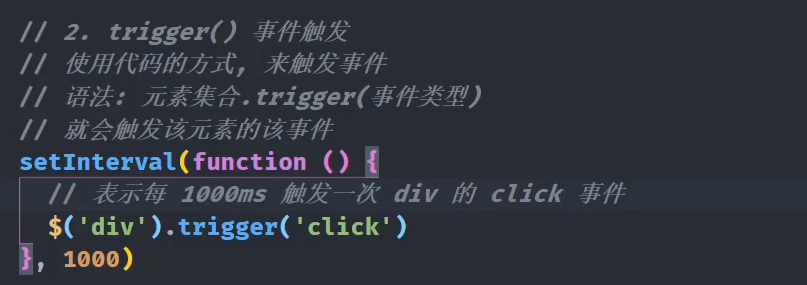 // 2. trigger() 事件触发
// 使用代码的方式, 来触发事件
// 语法: 元素集合.trigger(事件类型)
// 就会触发该元素的该事件
setInterval(function () {
// 表示每 1000ms 触发一次 div 的 click 事件
$('div').trigger('click')
}, 1000)